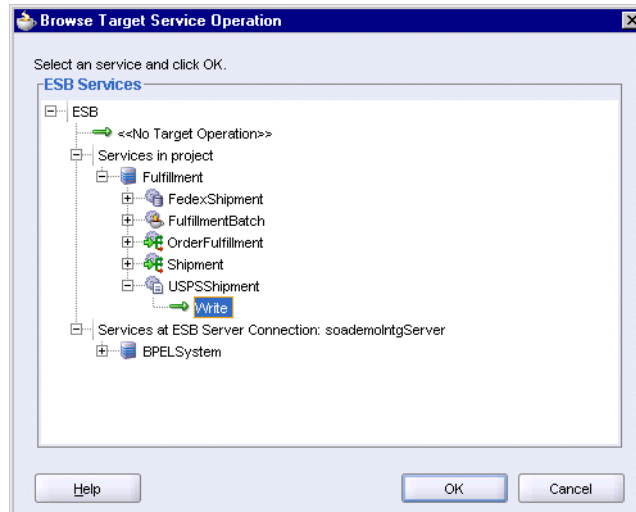 Browse Target Service Operation
Select an service and click OK.
ESB Services
ESB
<<No Target Operation>>
Services in project
Fulfillment
FedexShipment
FulfillmentBatch
OrderFulfillment
Shipment
USPSShipment
Write
Services at ESB Server Connection: soademoIntgServer
BPELSystem
Help
OK
Cancel